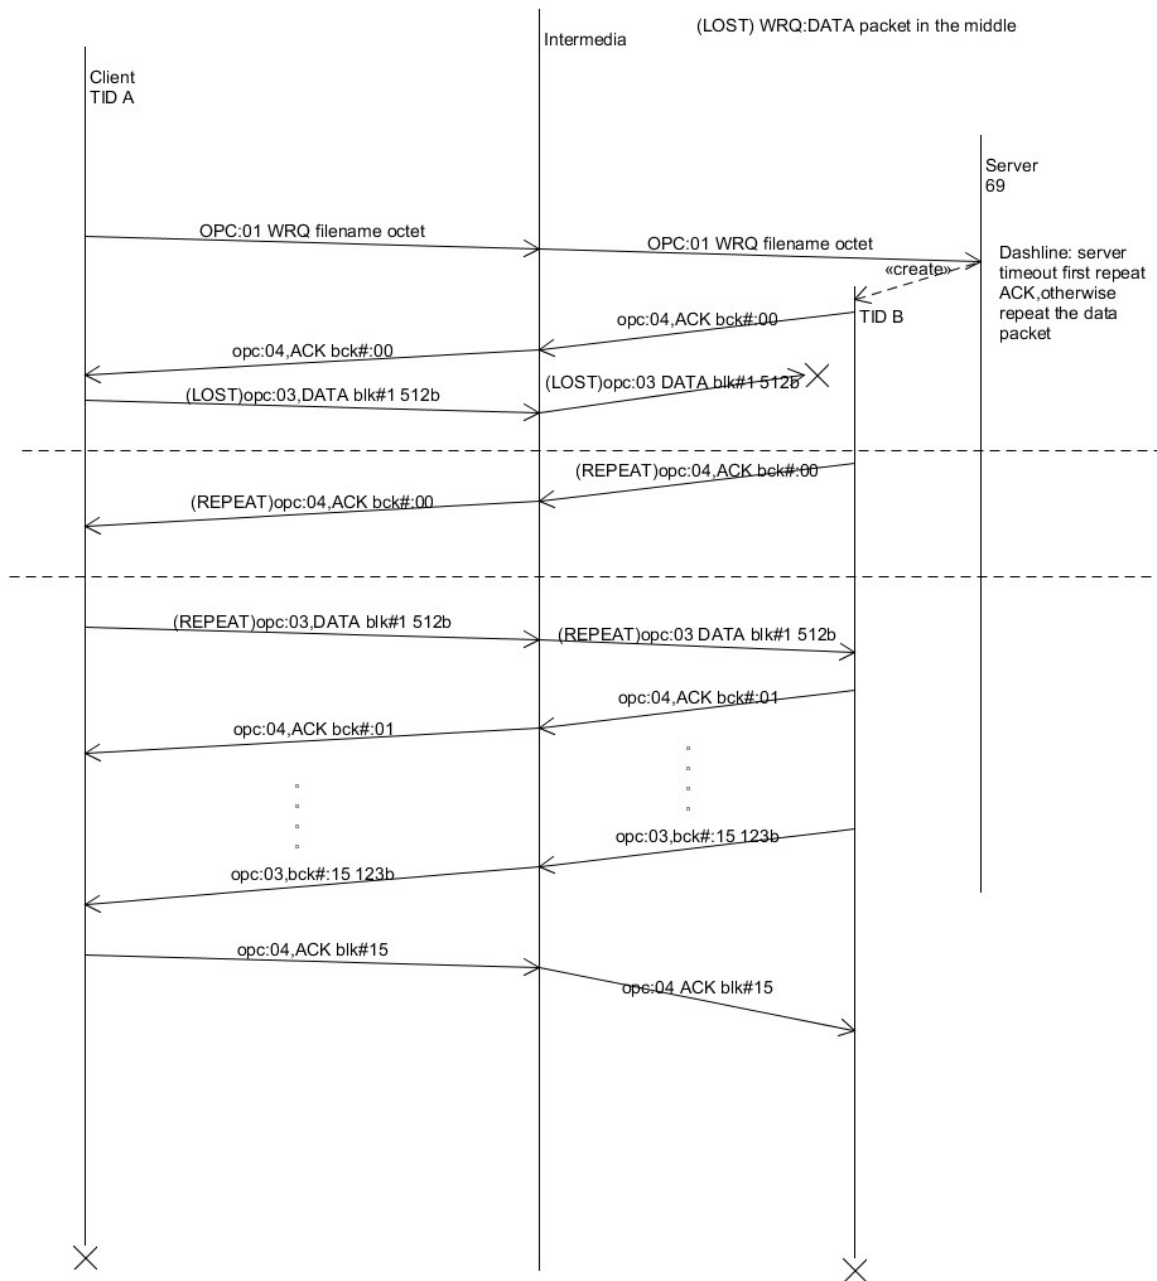 (LOST) WRQ:DATA packet in the middle
Intermedia
Client
TID A
Server
69
OPC:01 WRQ filename octet
OPC:01 WRQ filename octet
Dashline: server
timeout first repeat
ACK,otherwise
repeat the data
packet
«create»
TID B
opc:04,ACK bck#:00
opc:04,ACK bck#:00
(LOST)opc:03,DATA blk#1 512b
(LOST)opc:03 DATA blk#1 512b
(REPEAT)opc:04,ACK bck#:00
(REPEAT)opc:04,ACK bck#:00
(REPEAT)opc:03,DATA blk#1 512b
(REPEAT)opc:03 DATA blk#1 512b
opc:04,ACK bck#:01
opc:04,ACK bck#:01
opc:03,bck#:15 123b
opc:03,bck#:15 123b
opc:04,ACK blk#15
opc:04 ACK blk#15